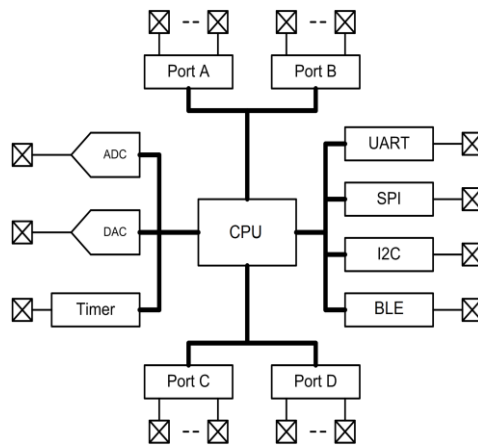 Port A
Port B
ADC
UART
SPI
DAC
CPU
I2C
Timer
BLE
Port C
Port D